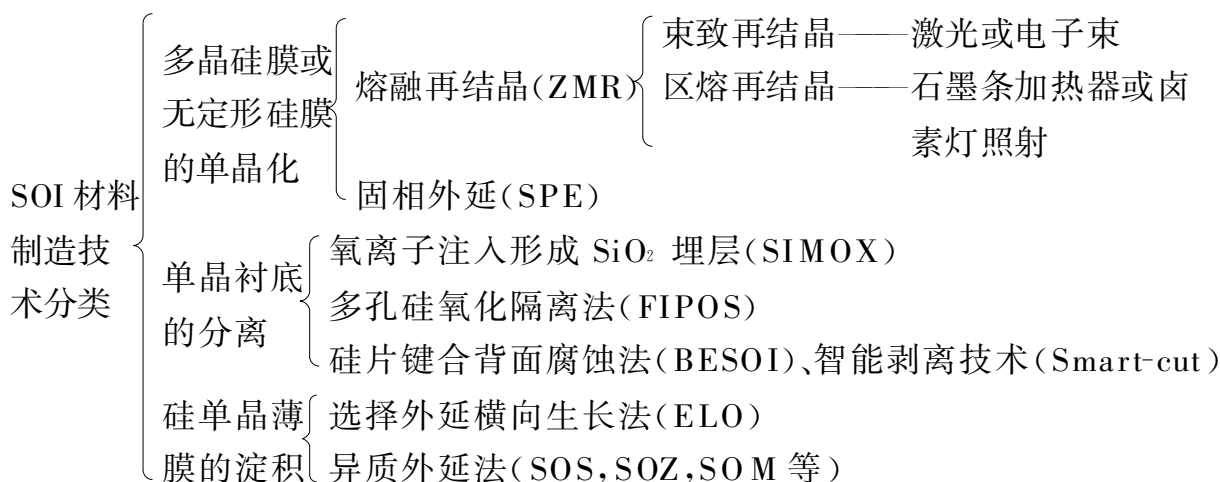 SOI 材料
制造技
术分类
多晶硅膜或
无定形硅膜
的单晶化
熔融再结晶(ZMR)
束致再结晶——激光或电子束
区熔再结晶——石墨条加热器或卤
素灯照射
固相外延(SPE)
单晶衬底
的分离
氧离子注入形成 SiO₂ 埋层(SIMOX)
多孔硅氧化隔离法(FIPOS)
硅片键合背面腐蚀法(BESOI)、智能剥离技术(Smart-cut)
硅单晶薄
膜的淀积
选择外延横向生长法(ELO)
异质外延法(SOS,SOZ,SOM 等)